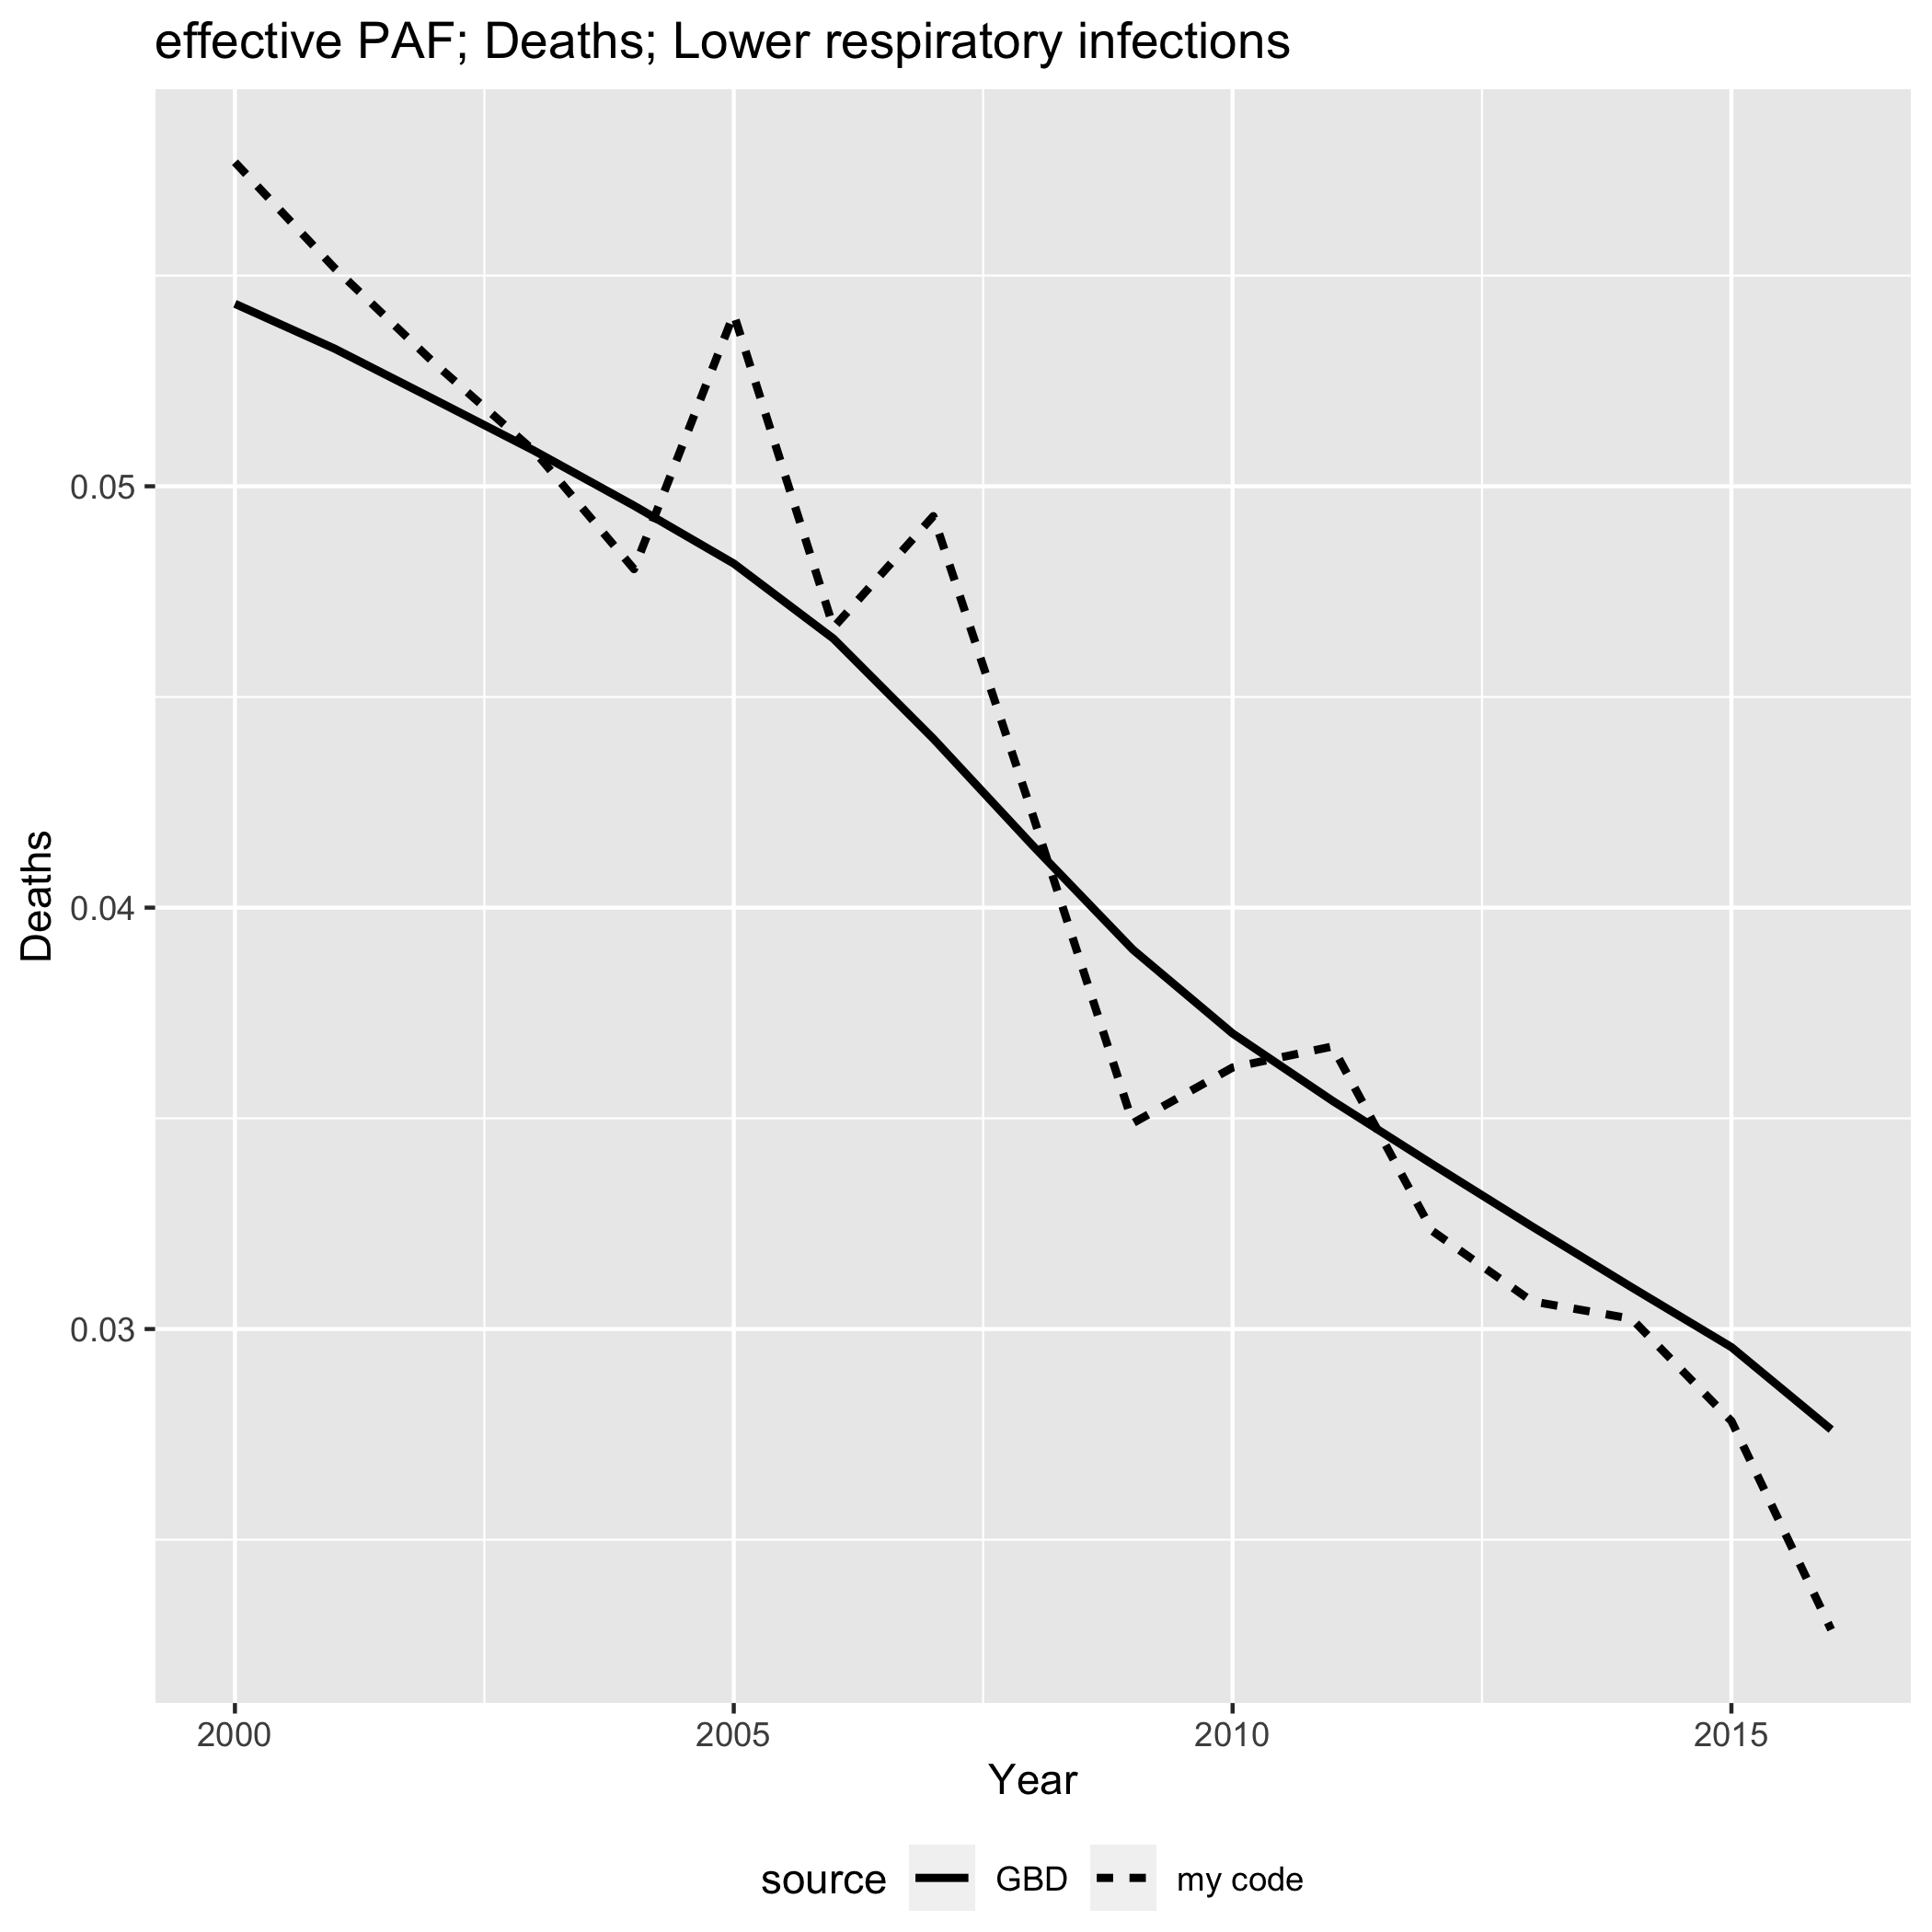 effective PAF; Deaths; Lower respiratory infections
Deaths
0.05
0.04
0.03
2000 2005 2010 2015
Year
source GBD my code